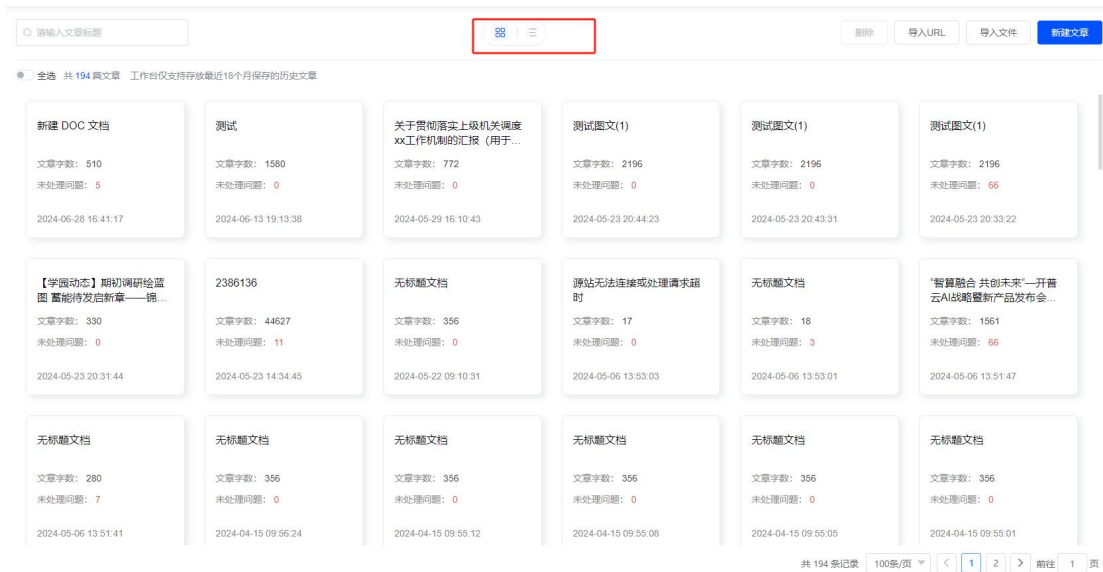 请输入文章标题
删除 导入URL 导入文件 新建文章
全选 共 194 篇文章 工作台仅支持存放最近18个月保存的历史文章
新建 DOC 文档
文章字数: 510
未处理问题: 5
2024-06-28 16:41:17
测试
文章字数: 1580
未处理问题: 0
2024-06-13 19:13:38
关于贯彻落实上级机关调度
xx工作机制的汇报（用于...
文章字数: 772
未处理问题: 0
2024-05-29 16:10:43
测试图文(1)
文章字数: 2196
未处理问题: 0
2024-05-23 20:44:23
测试图文(1)
文章字数: 2196
未处理问题: 0
2024-05-23 20:43:31
测试图文(1)
文章字数: 2196
未处理问题: 66
2024-05-23 20:33:22
【学园动态】期初调研绘蓝
图 蓄能待发启新章——锦...
文章字数: 330
未处理问题: 0
2024-05-23 20:31:44
2386136
文章字数: 44627
未处理问题: 11
2024-05-23 14:34:45
无标题文档
文章字数: 356
未处理问题: 0
2024-05-22 09:10:31
源站无法连接或处理请求超
时
文章字数: 17
未处理问题: 0
2024-05-06 13:53:03
无标题文档
文章字数: 18
未处理问题: 3
2024-05-06 13:53:01
“智算融合 共创未来”—开普
云AI战略暨新产品发布会...
文章字数: 1561
未处理问题: 66
2024-05-06 13:51:47
无标题文档
文章字数: 280
未处理问题: 7
2024-05-06 13:51:41
无标题文档
文章字数: 356
未处理问题: 0
2024-04-15 09:56:24
无标题文档
文章字数: 356
未处理问题: 0
2024-04-15 09:55:12
无标题文档
文章字数: 356
未处理问题: 0
2024-04-15 09:55:08
无标题文档
文章字数: 356
未处理问题: 0
2024-04-15 09:55:05
无标题文档
文章字数: 356
未处理问题: 0
2024-04-15 09:55:01
共 194 条记录 100条/页 1 2 前往 1 页